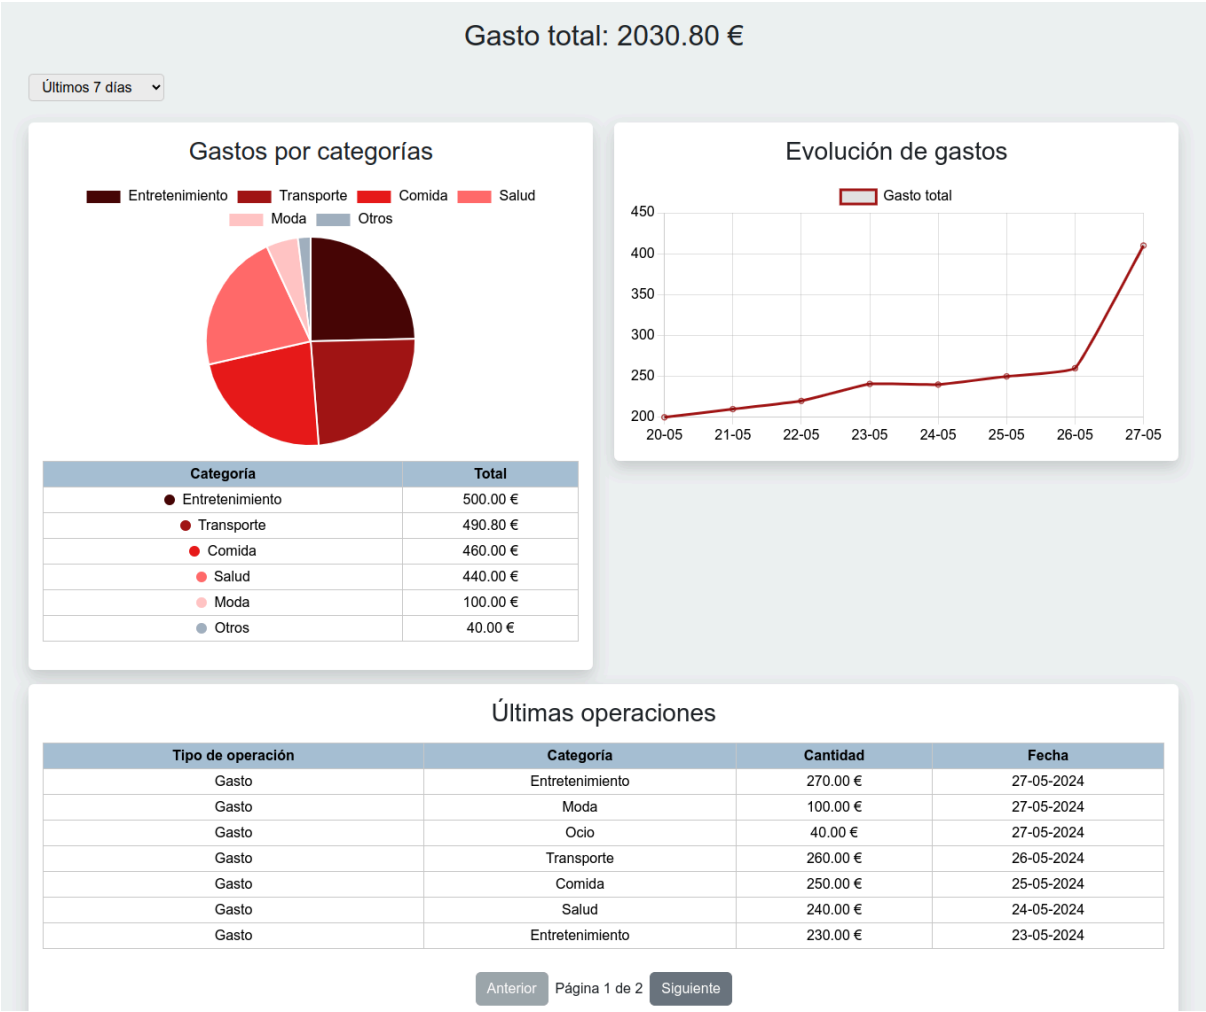 Gasto total: 2030.80 €
Últimos 7 días
Gastos por categorías
Entretenimiento Transporte Comida Salud
Moda Otros
Categoría Total
Entretenimiento 500.00 €
Transporte 490.80 €
Comida 460.00 €
Salud 440.00 €
Moda 100.00 €
Otros 40.00 €
Evolución de gastos
Gasto total
450
400
350
300
250
200
20-05 21-05 22-05 23-05 24-05 25-05 26-05 27-05
Últimas operaciones
Tipo de operación Categoría Cantidad Fecha
Gasto Entretenimiento 270.00 € 27-05-2024
Gasto Moda 100.00 € 27-05-2024
Gasto Ocio 40.00 € 27-05-2024
Gasto Transporte 260.00 € 26-05-2024
Gasto Comida 250.00 € 25-05-2024
Gasto Salud 240.00 € 24-05-2024
Gasto Entretenimiento 230.00 € 23-05-2024
Anterior Página 1 de 2 Siguiente